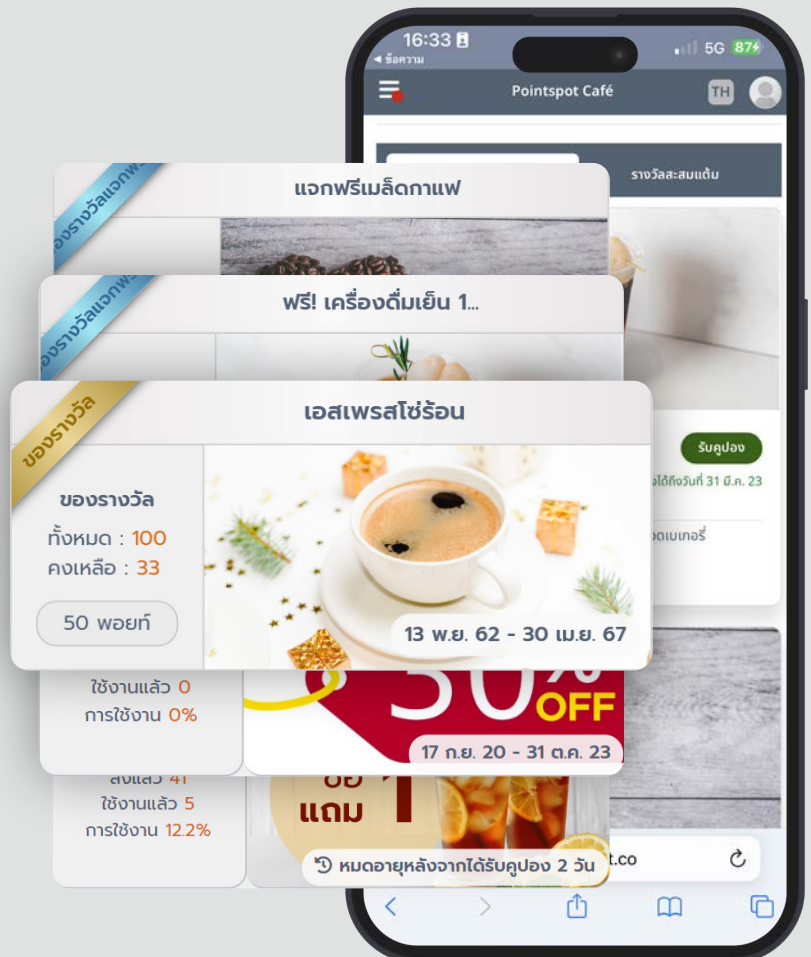 16:33
5G 87
◀ ข้อความ
Pointspot Café
TH
รางวัลสะสมแต้ม
แจกฟรีเมล็ดกาแฟ
ฟรี! เครื่องดื่มเย็น 1...
ของรางวัล
เอสเพรสโซ่ร้อน
ของรางวัล
ทั้งหมด : 100
คงเหลือ : 33
50 พอยท์
13 พ.ย. 62 - 30 เม.ย. 67
รับคูปอง
ได้ถึงวันที่ 31 มี.ค. 23
ใช้งานแล้ว 0
การใช้งาน 0%
OFF
17 ก.ย. 20 - 31 ต.ค. 23
ส่งแล้ว 41
ใช้งานแล้ว 5
การใช้งาน 12.2%
แถม 1
หมดอายุหลังจากได้รับคูปอง 2 วัน
t.co